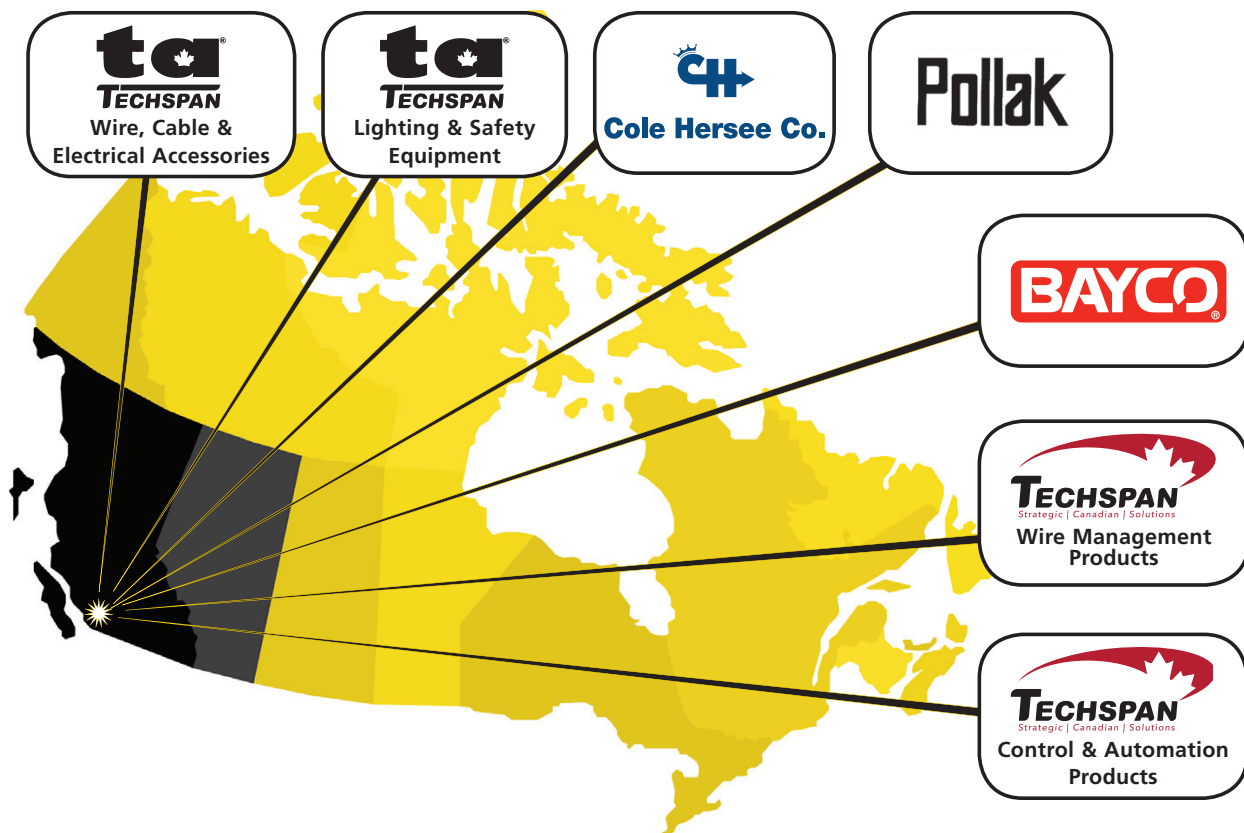 ta®
TECHSPAN
Wire, Cable &
Electrical Accessories
ta®
TECHSPAN
Lighting & Safety
Equipment
CH
Cole Hersee Co.
Pollak
BAYCO®
TECHSPAN
Strategic | Canadian | Solutions
Wire Management
Products
TECHSPAN
Strategic | Canadian | Solutions
Control & Automation
Products